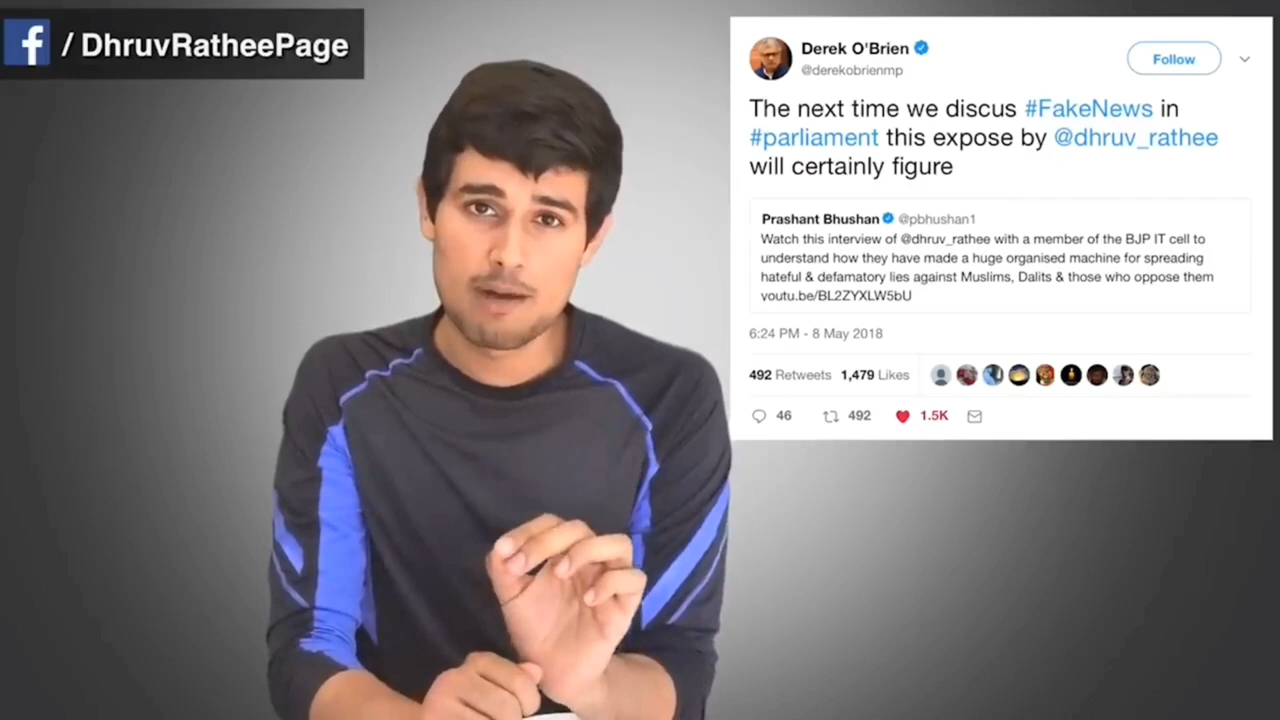 / DhruvRatheePage
Derek O'Brien
@derekobrienmp
Follow
The next time we discus #FakeNews in
#parliament this expose by @dhruv_rathee
will certainly figure
Prashant Bhushan @pbhushan1
Watch this interview of @dhruv_rathee with a member of the BJP IT cell to
understand how they have made a huge organised machine for spreading
hateful & defamatory lies against Muslims, Dalits & those who oppose them
youtu.be/BL2ZYXLW5bU
6:24 PM - 8 May 2018
492 Retweets 1,479 Likes
46 492 1.5K